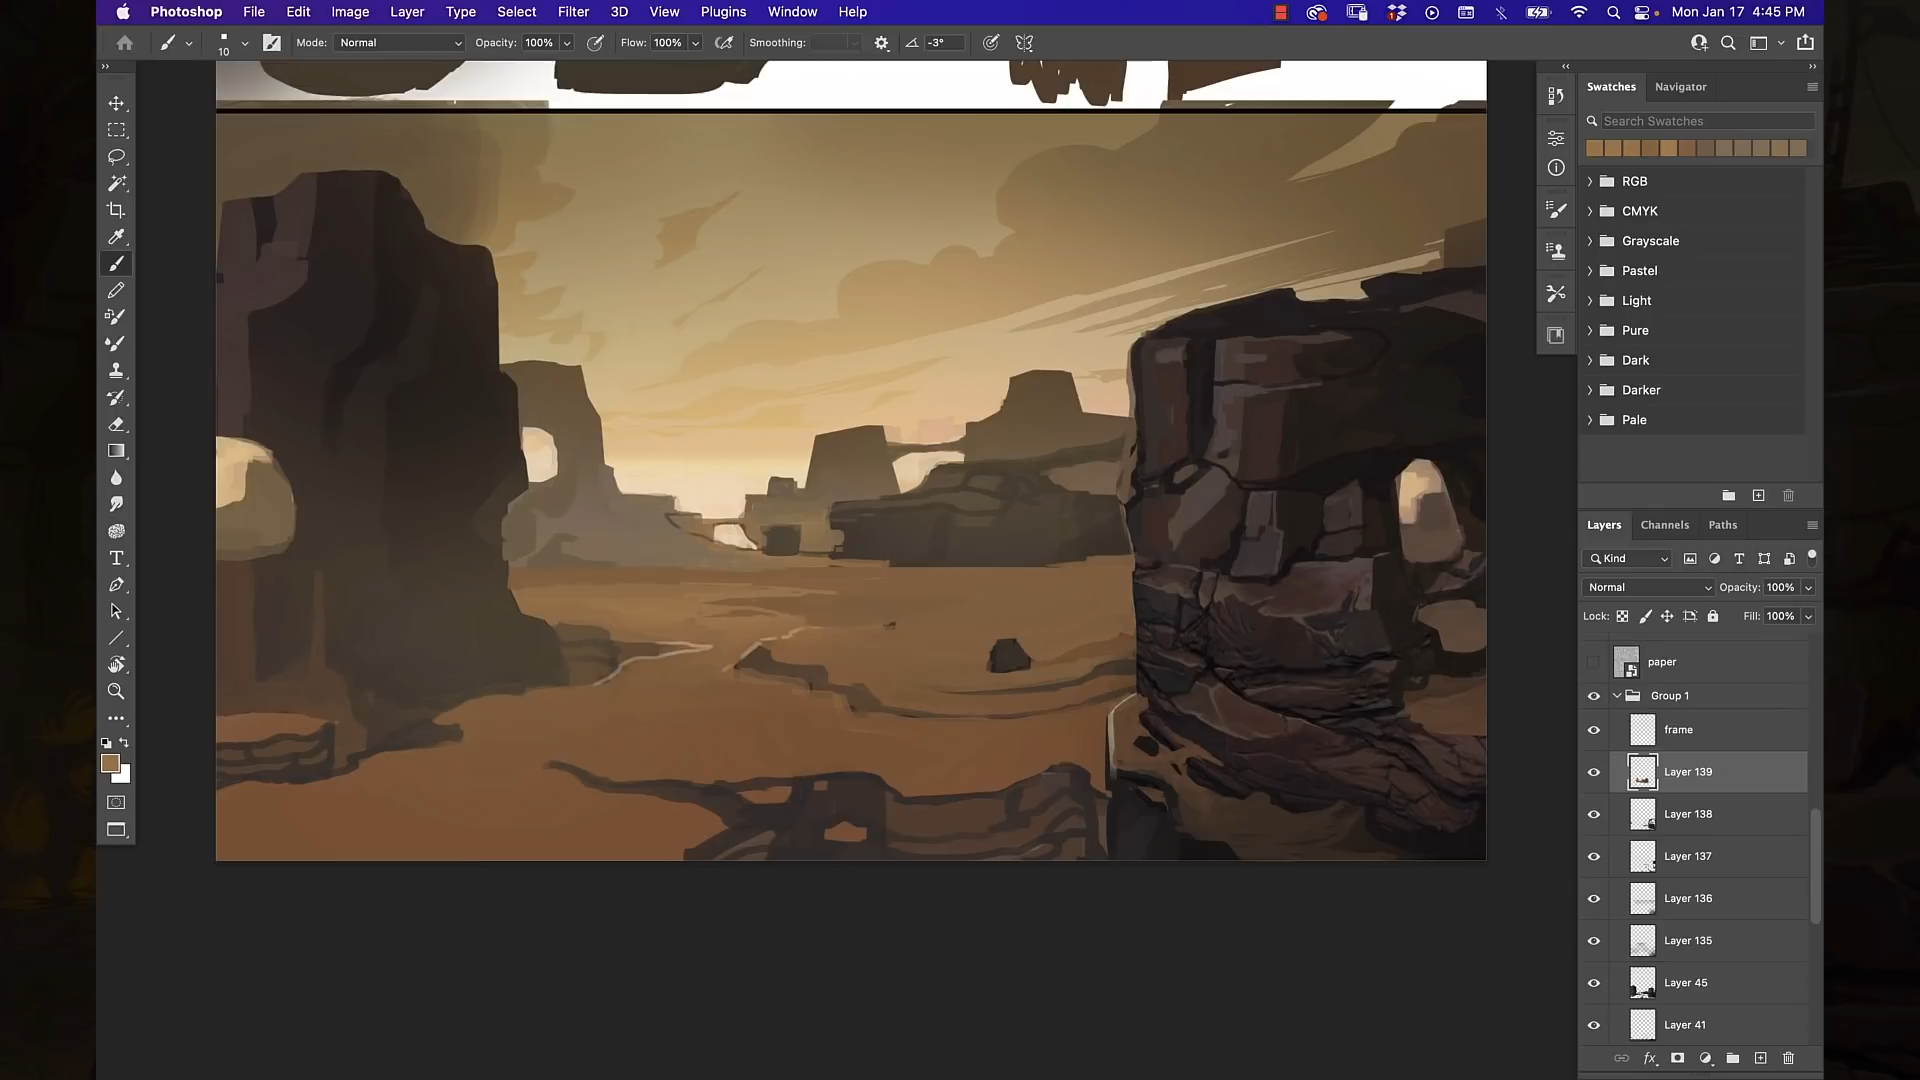 Photoshop File Edit Image Layer Type Select Filter 3D View Plugins Window Help Mon Jan 17 4:45 PM
10 Mode: Normal Opacity: 100% Flow: 100% Smoothing: -3°
Swatches Navigator
Search Swatches
RGB
CMYK
Grayscale
Pastel
Light
Pure
Dark
Darker
Pale
Layers Channels Paths
Kind
Normal Opacity: 100%
Lock: Fill: 100%
paper
Group 1
frame
Layer 139
Layer 138
Layer 137
Layer 136
Layer 135
Layer 45
Layer 41
fx